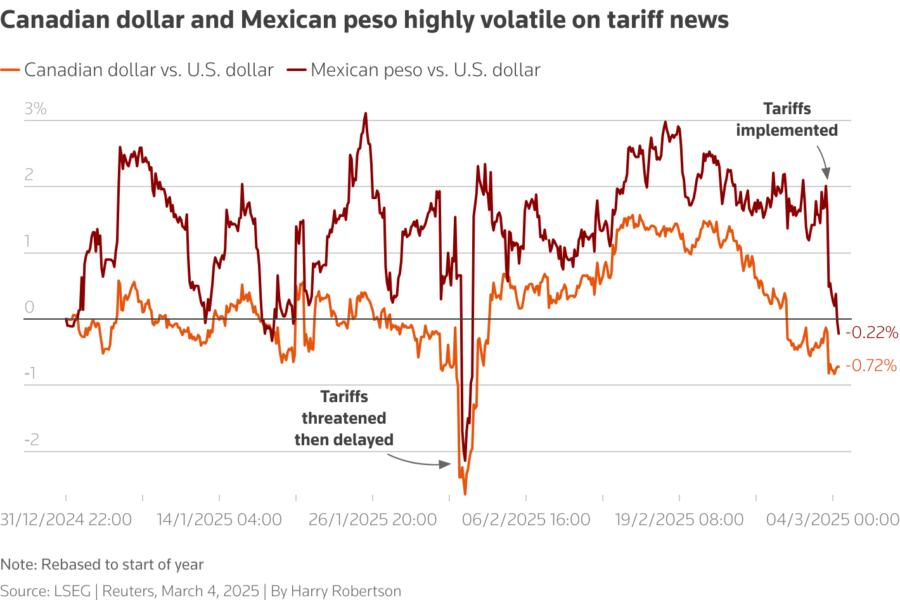 Canadian dollar and Mexican peso highly volatile on tariff news
Canadian dollar vs. U.S. dollar Mexican peso vs. U.S. dollar
3%
2
1
0
-1
-2
Tariffs
implemented
-0.22%
-0.72%
Tariffs
threatened
then delayed
31/12/2024 22:00 14/1/2025 04:00 26/1/2025 20:00 06/2/2025 16:00 19/2/2025 08:00 04/3/2025 00:00
Note: Rebased to start of year
Source: LSEG | Reuters, March 4, 2025 | By Harry Robertson